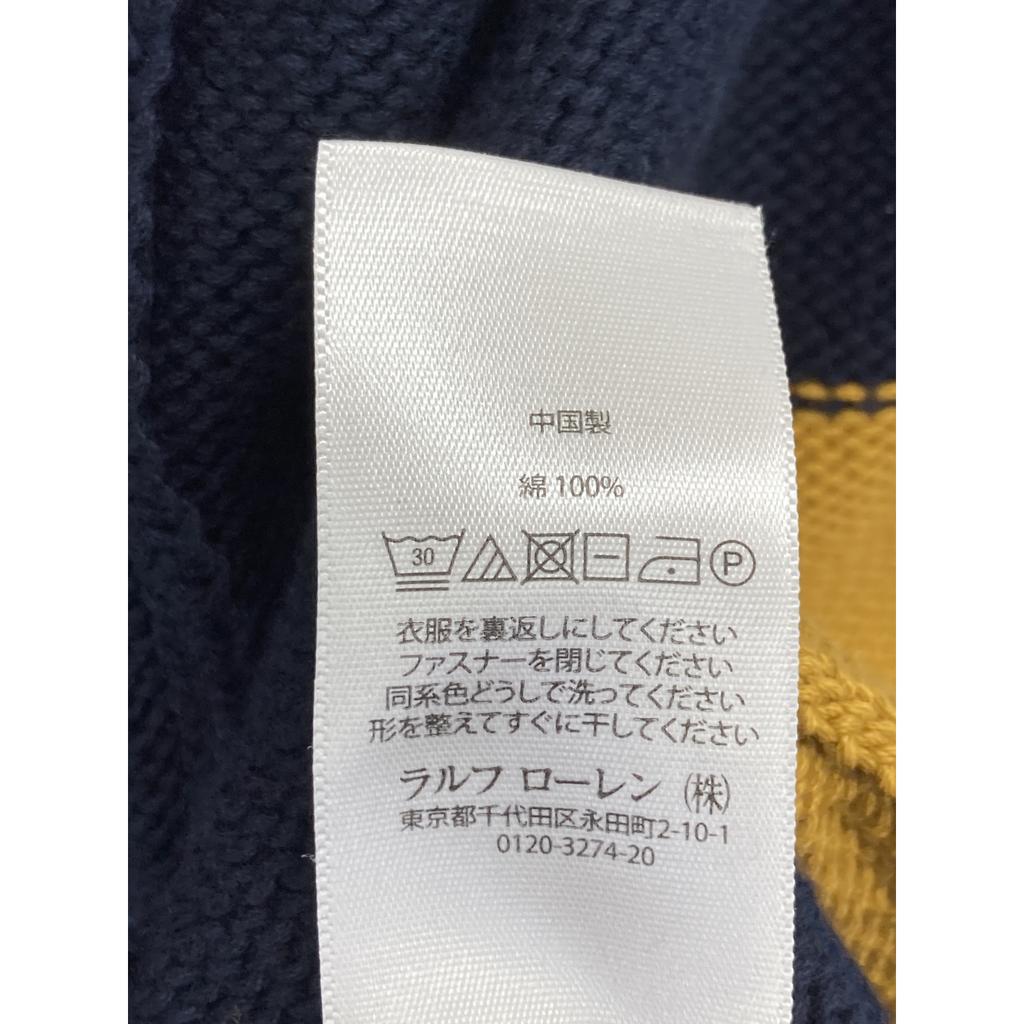 中国製
綿 100%
30
P
衣服を裏返しにしてください
ファスナーを閉じてください
同系色どうしで洗ってください
形を整えてすぐに干してください
ラルフ ローレン ㈱
東京都千代田区永田町2-10-1
0120-3274-20